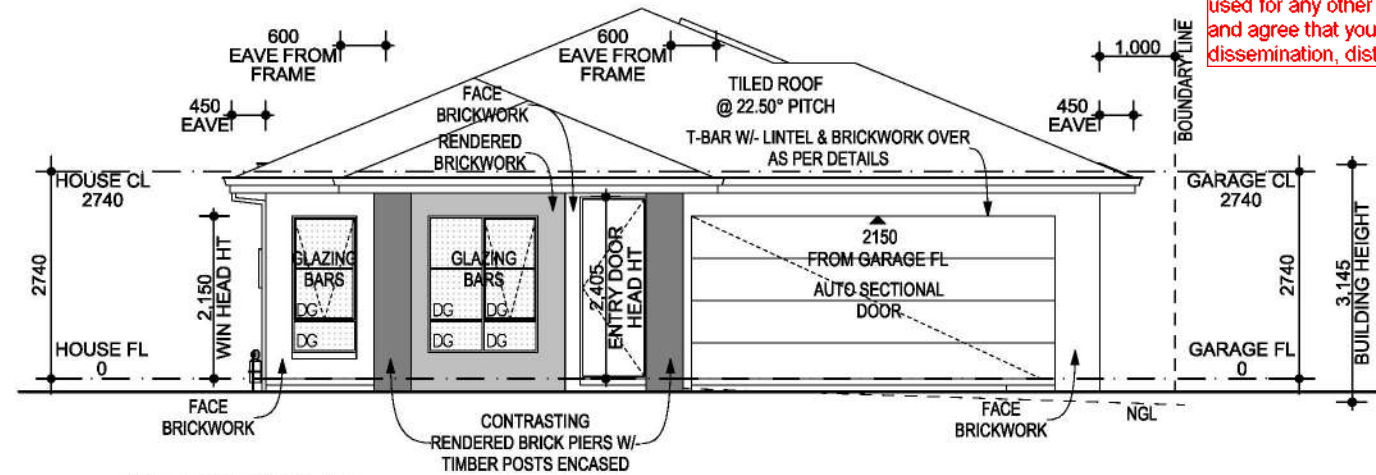 used for any other
and agree that you
dissemination, dist
600
EAVE FROM
FRAME
600
EAVE FROM
FRAME
1,000
BOUNDARY LINE
450
EAVE
FACE
BRICKWORK
TILED ROOF
@ 22.50° PITCH
450
EAVE
RENDERED
BRICKWORK
T-BAR W/- LINTEL & BRICKWORK OVER
AS PER DETAILS
HOUSE CL
2740
GARAGE CL
2740
2740
2,150
WIN HEAD HT
GLAZING
BARS
DG
DG
GLAZING
BARS
DG
DG
DG
DG
2,405
ENTRY DOOR
HEAD HT
2150
FROM GARAGE FL
AUTO SECTIONAL
DOOR
2740
3,145
BUILDING HEIGHT
HOUSE FL
0
GARAGE FL
0
FACE
BRICKWORK
CONTRASTING
RENDERED BRICK PIERS W/
TIMBER POSTS ENCASED
FACE
BRICKWORK
NGL